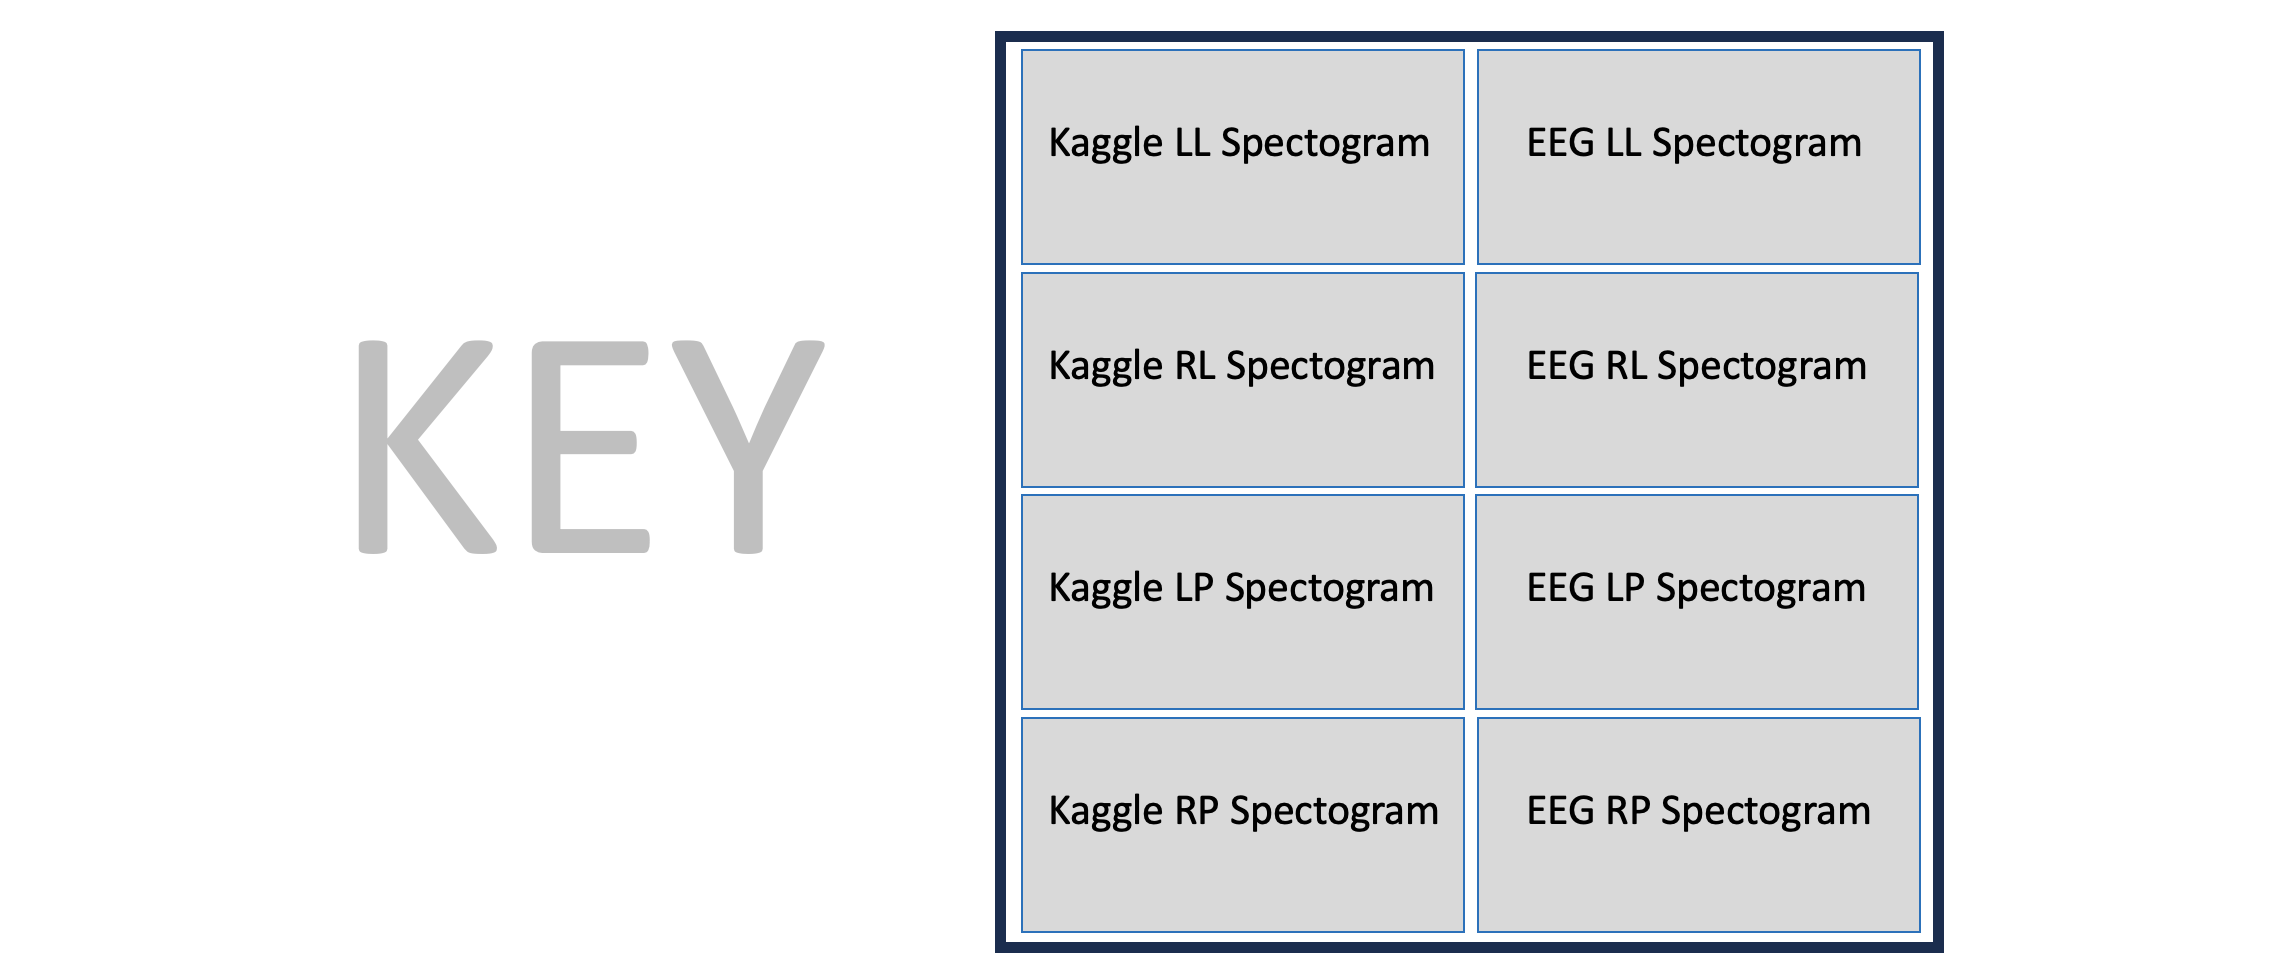 KEY
Kaggle LL Spectogram
EEG LL Spectogram
Kaggle RL Spectogram
EEG RL Spectogram
Kaggle LP Spectogram
EEG LP Spectogram
Kaggle RP Spectogram
EEG RP Spectogram